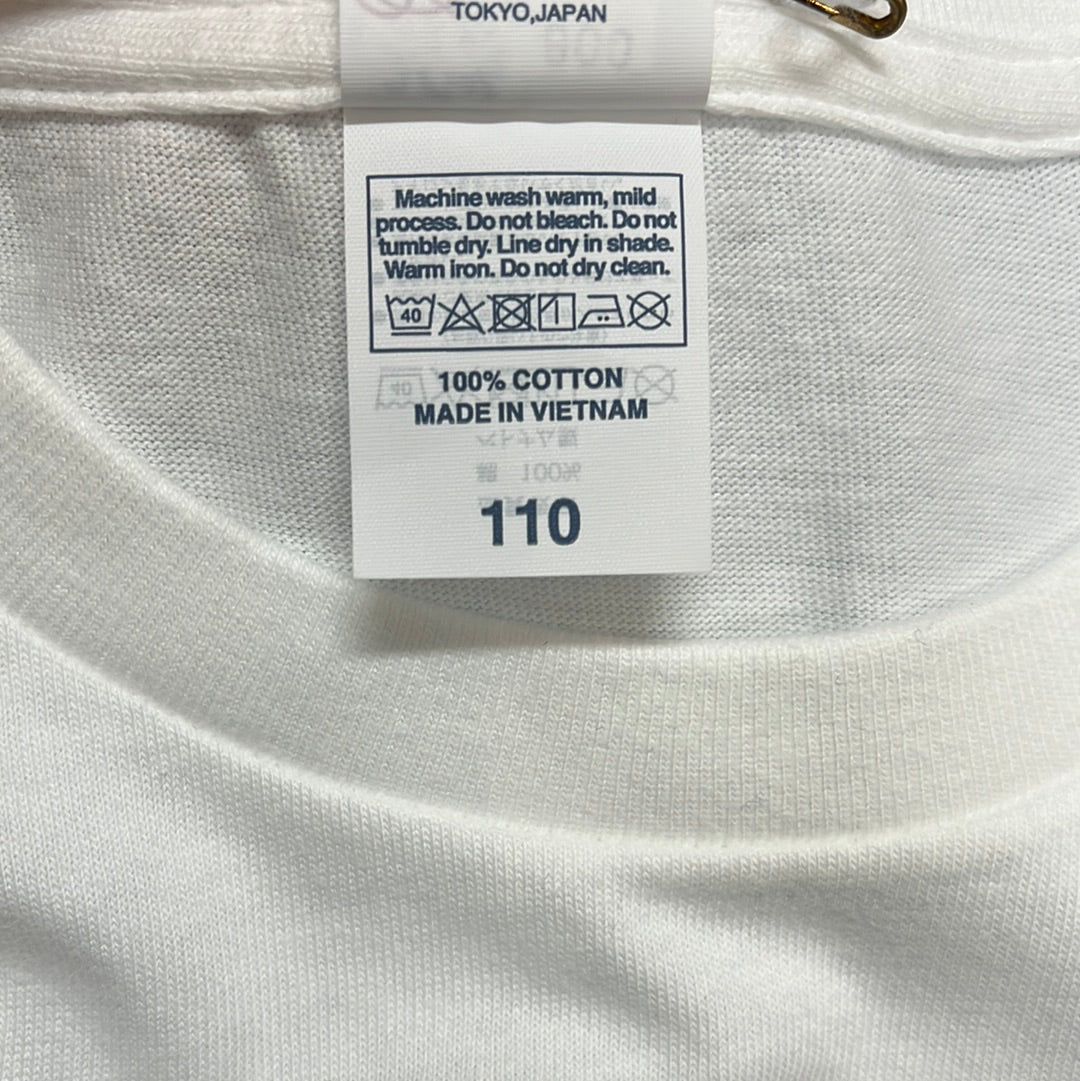 TOKYO,JAPAN
Machine wash warm, mild
process. Do not bleach. Do not
tumble dry. Line dry in shade.
Warm iron. Do not dry clean.
40
100% COTTON
MADE IN VIETNAM
110